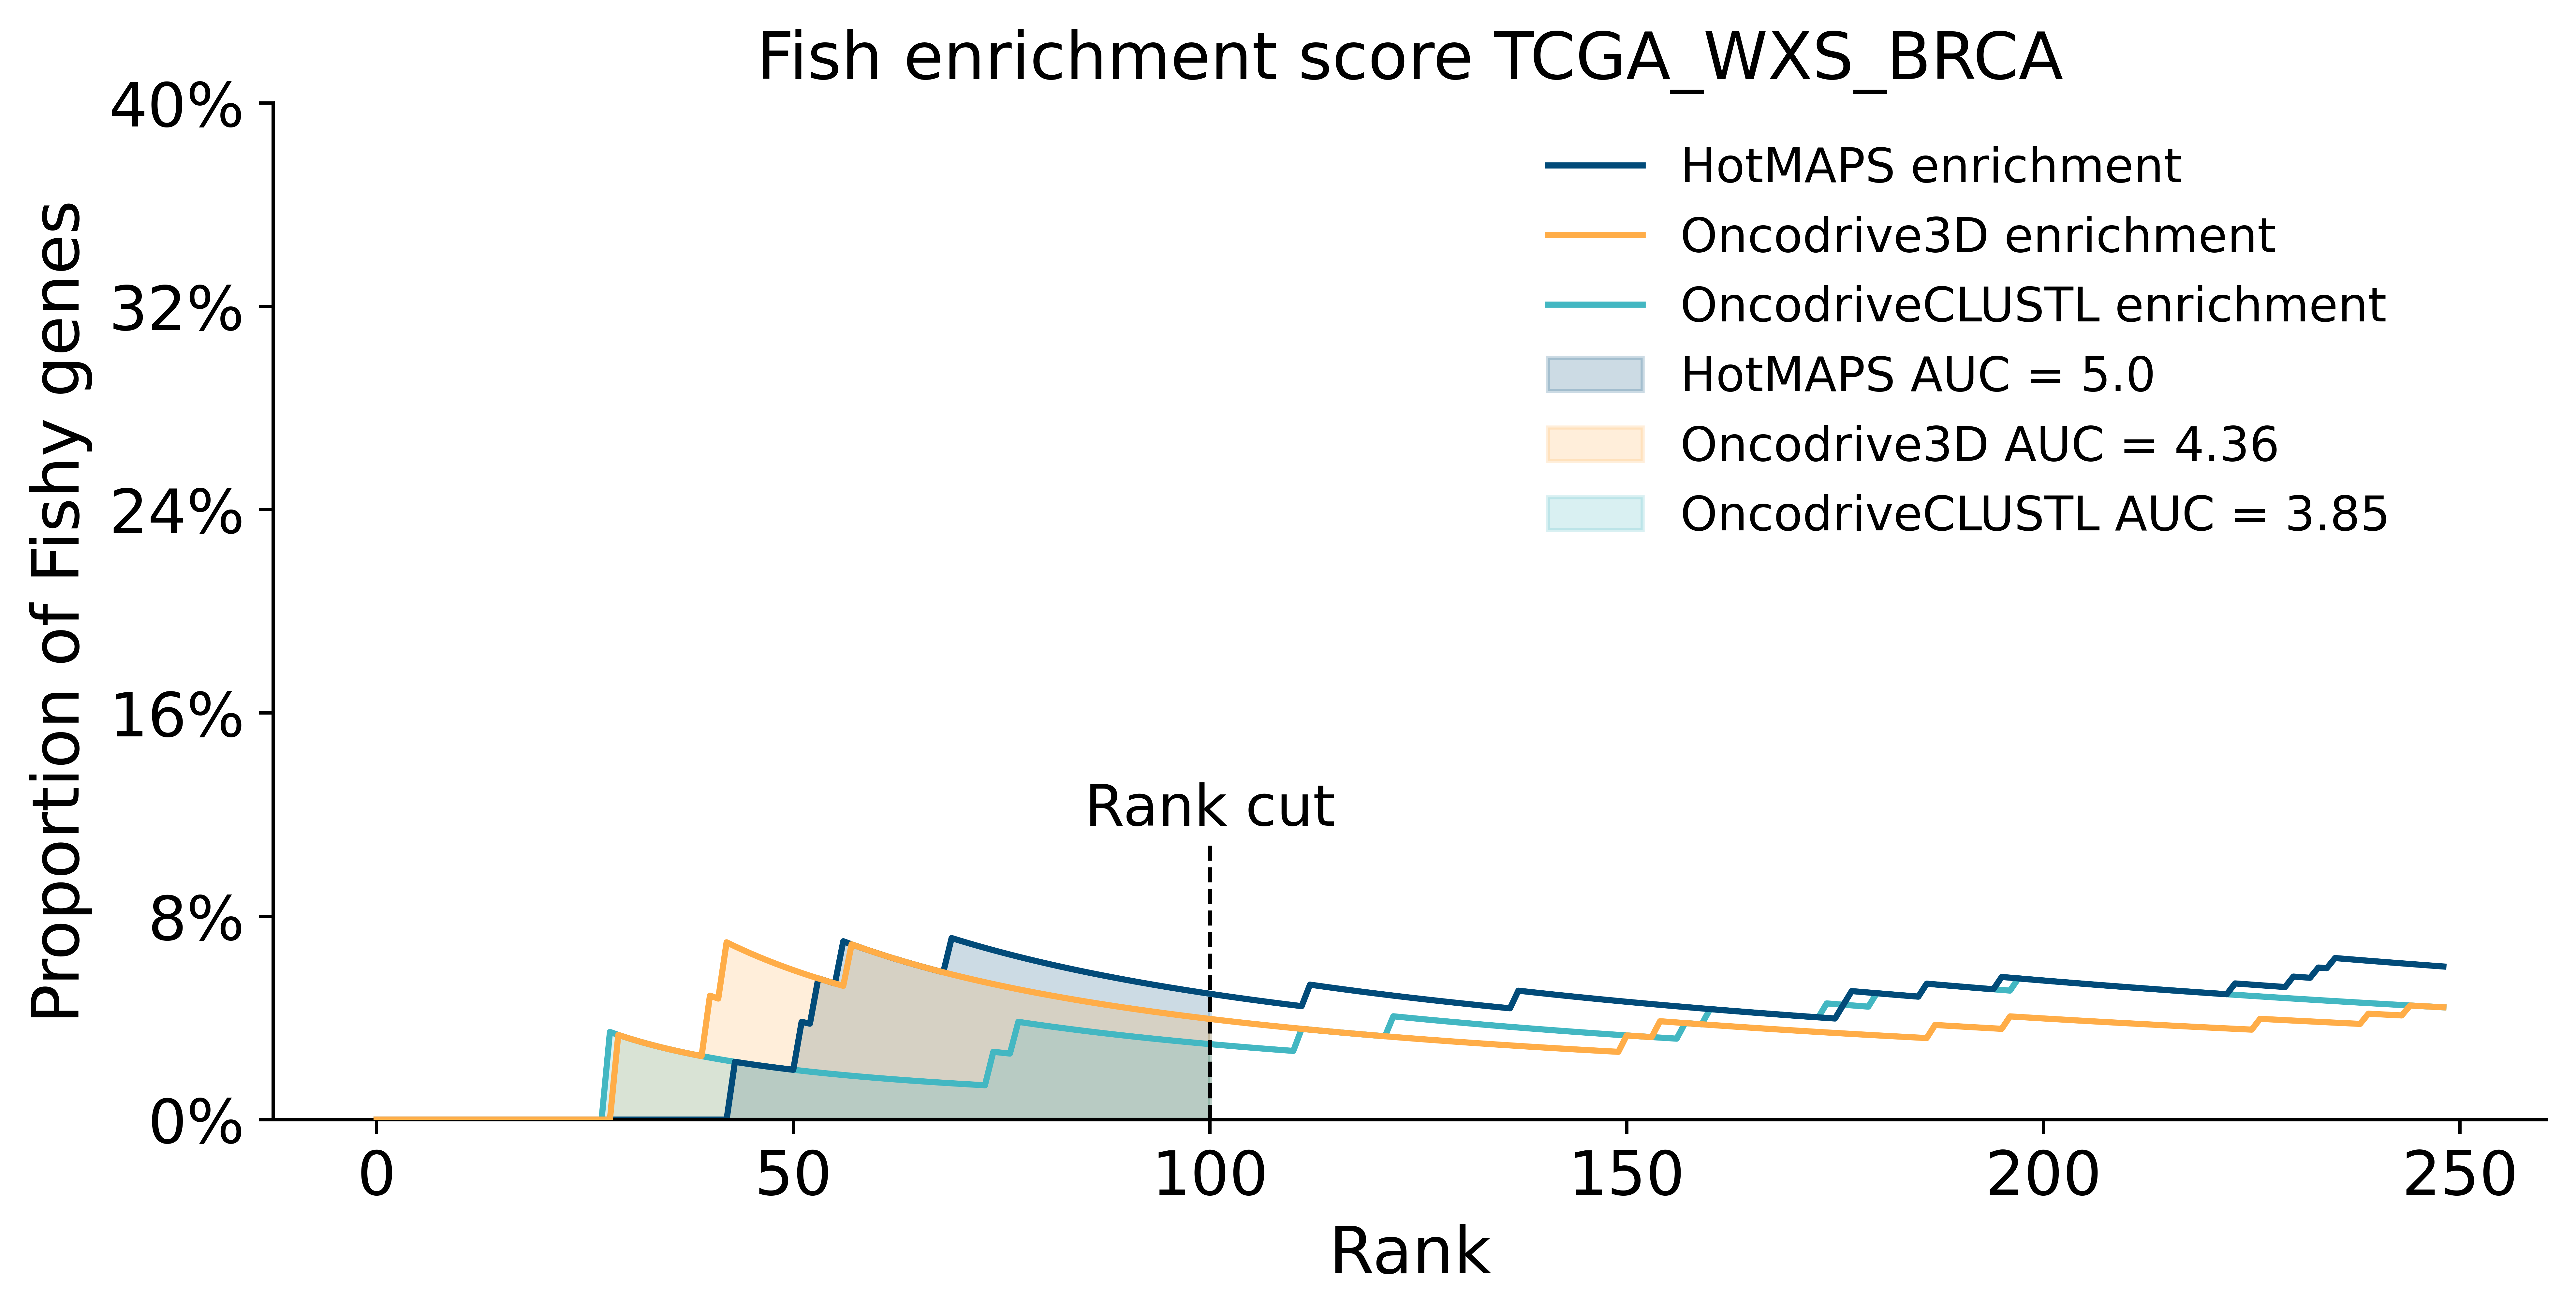 Fish enrichment score TCGA_WXS_BRCA
40%
32%
24%
16%
8%
0%
Proportion of Fishy genes
HotMAPS enrichment
Oncodrive3D enrichment
OncodriveCLUSTL enrichment
HotMAPS AUC = 5.0
Oncodrive3D AUC = 4.36
OncodriveCLUSTL AUC = 3.85
Rank cut
0 50 100 150 200 250
Rank